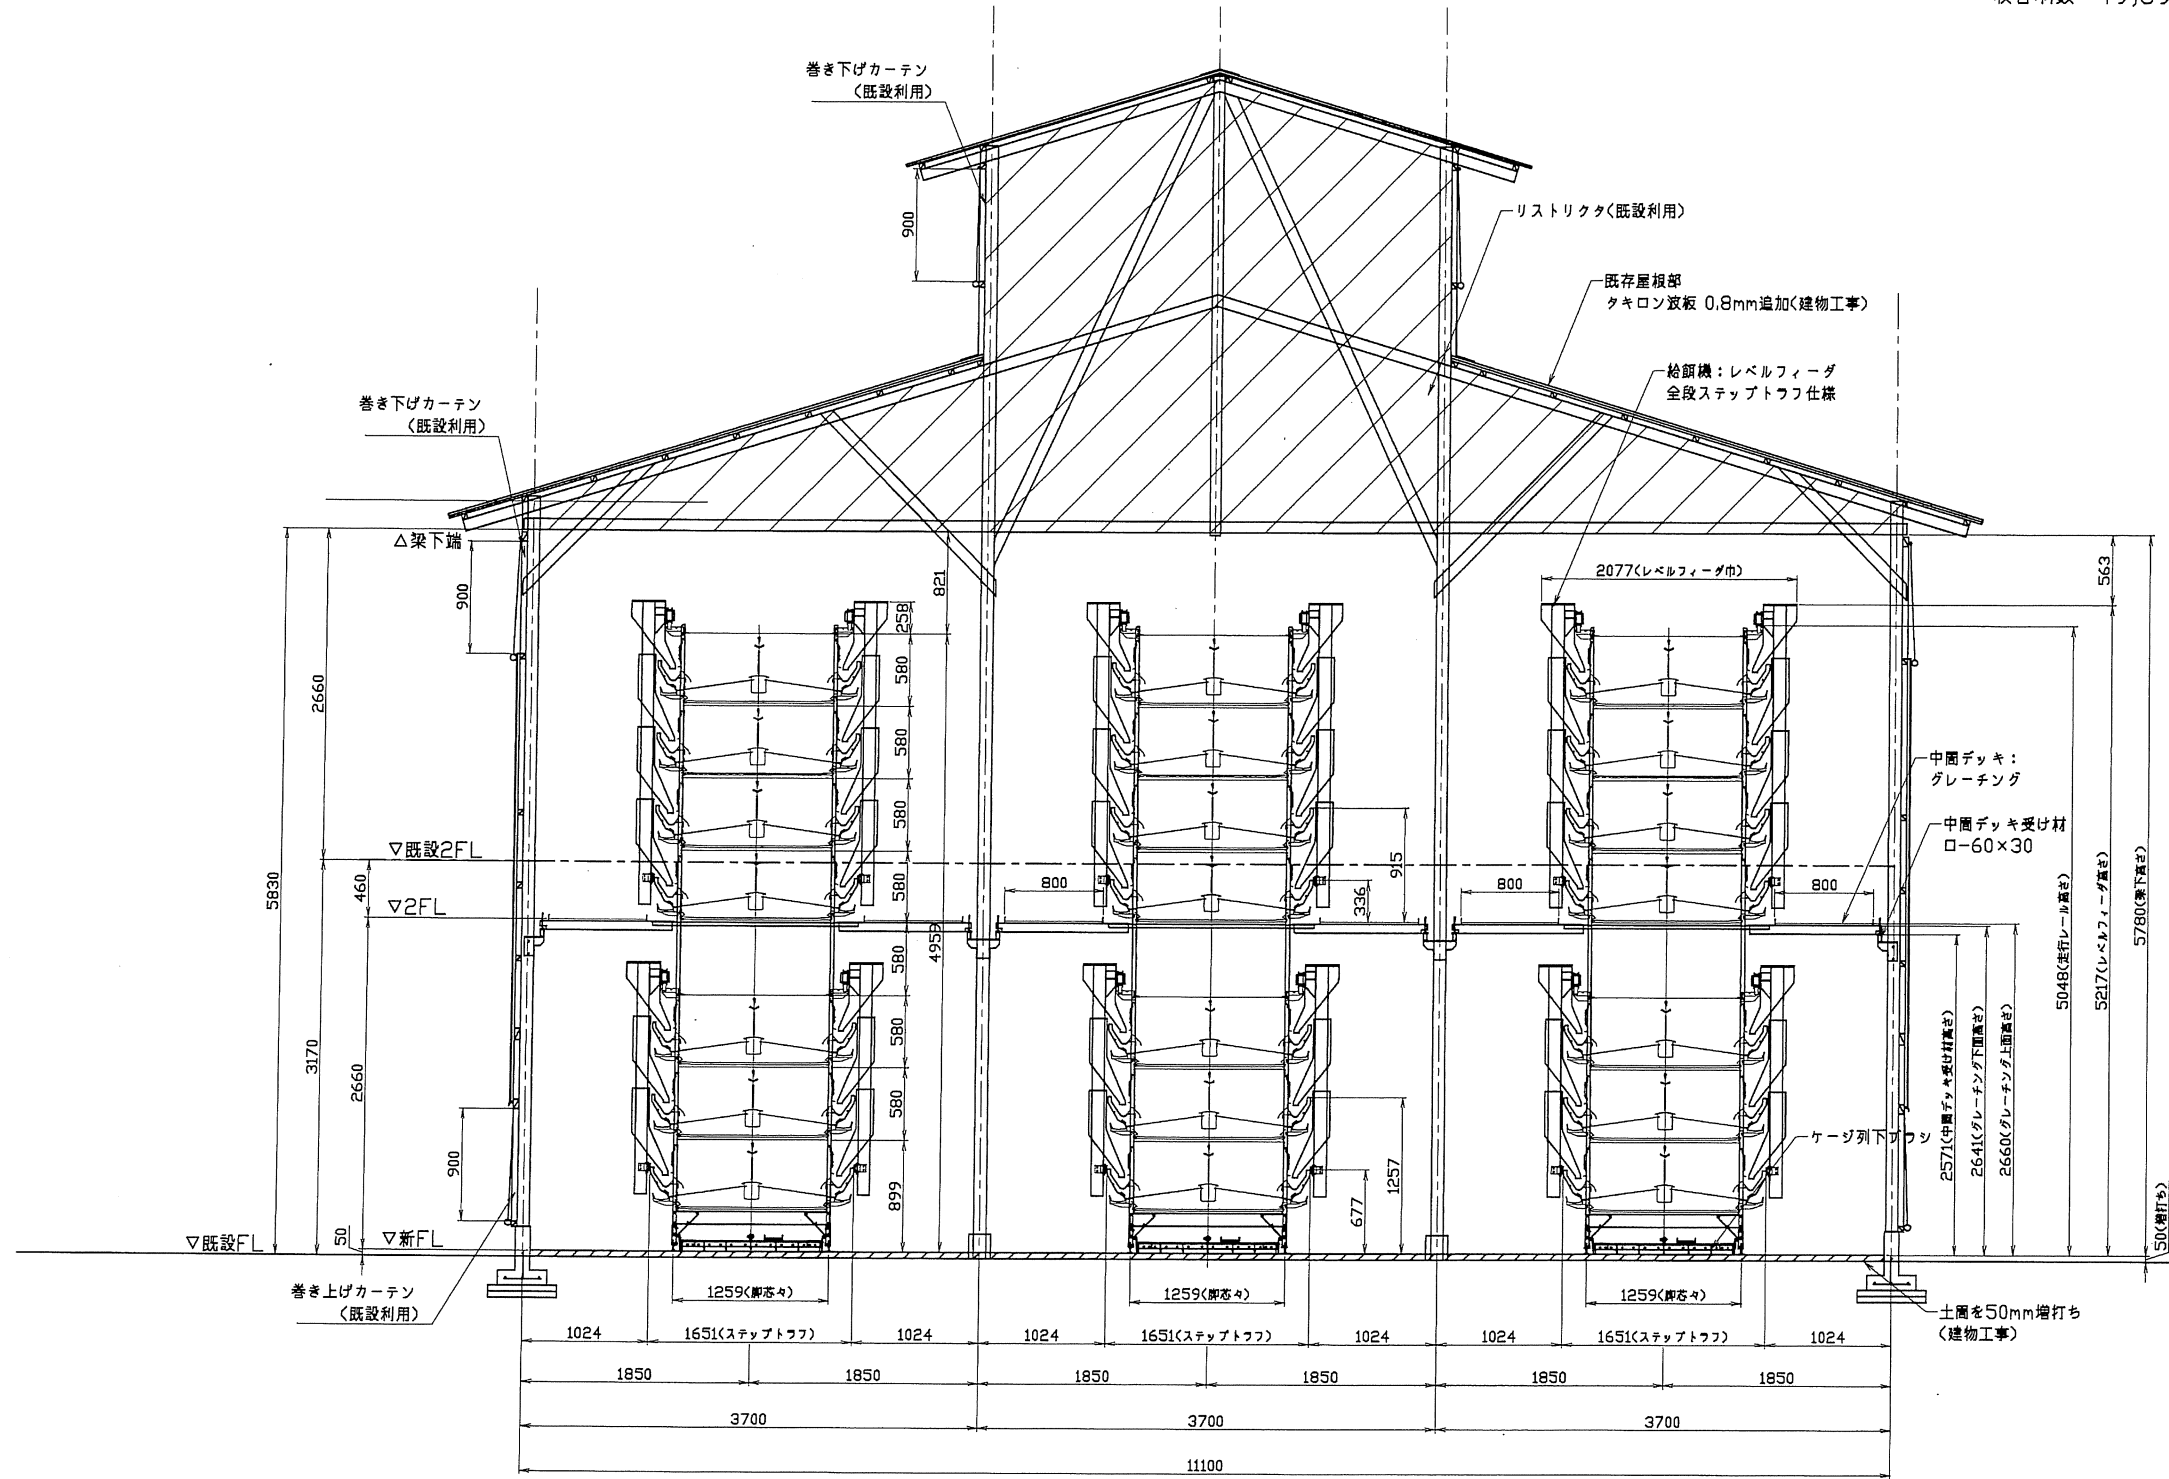 巻き下げカーテン
(既設利用)
900
リストリクタ(既設利用)
既存屋根部
タキロン波板 0.8mm追加(建物工事)
給餌機：レベルフィーダ
全段ステップトラフ仕様
巻き下げカーテン
(既設利用)
△梁下端
900
821
2077(レベルフィーダ巾)
563
258
580
580
580
580
580
580
580
899
4959
2660
5830
3170
460
2660
50
▽既設2FL
▽2FL
800
800
800
915
336
中間デッキ：
グレーチング
中間デッキ受け材
ロー60×30
5780(梁下高さ)
5217(レベルフィーダ高さ)
5048(走行レール高さ)
2660(グレーチング上面高さ)
2641(グレーチング下面高さ)
2571(中間デッキ受け材高さ)
ケージ列下ブラシ
1257
677
900
50(増打ち)
▽既設FL
▽新FL
巻き上げカーテン
(既設利用)
土間を50mm増打ち
(建物工事)
1259(脚芯々)
1259(脚芯々)
1259(脚芯々)
1024
1651(ステップトラフ)
1024
1024
1651(ステップトラフ)
1024
1024
1651(ステップトラフ)
1024
1850
1850
1850
1850
1850
1850
3700
3700
3700
11100